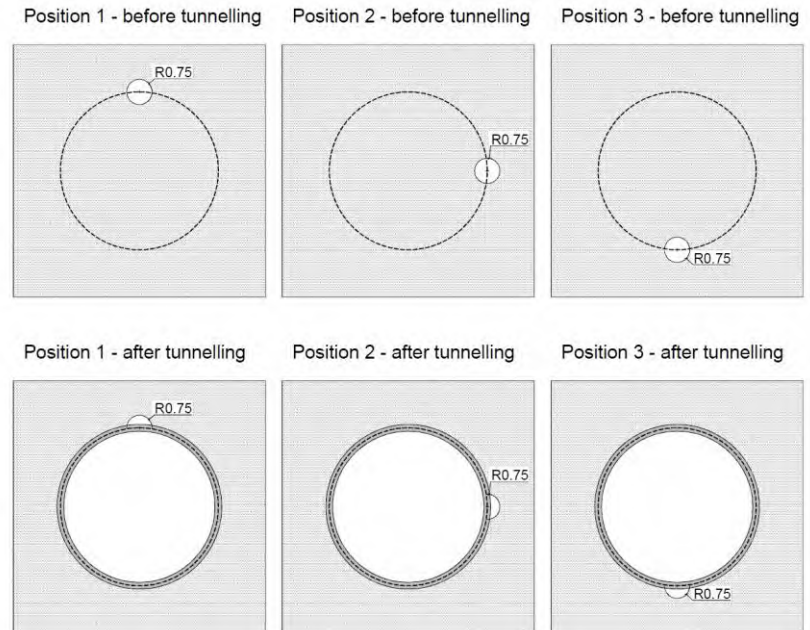 Position 1 - before tunnelling
Position 2 - before tunnelling
Position 3 - before tunnelling
R0.75
R0.75
R0.75
Position 1 - after tunnelling
Position 2 - after tunnelling
Position 3 - after tunnelling
R0.75
R0.75
R0.75